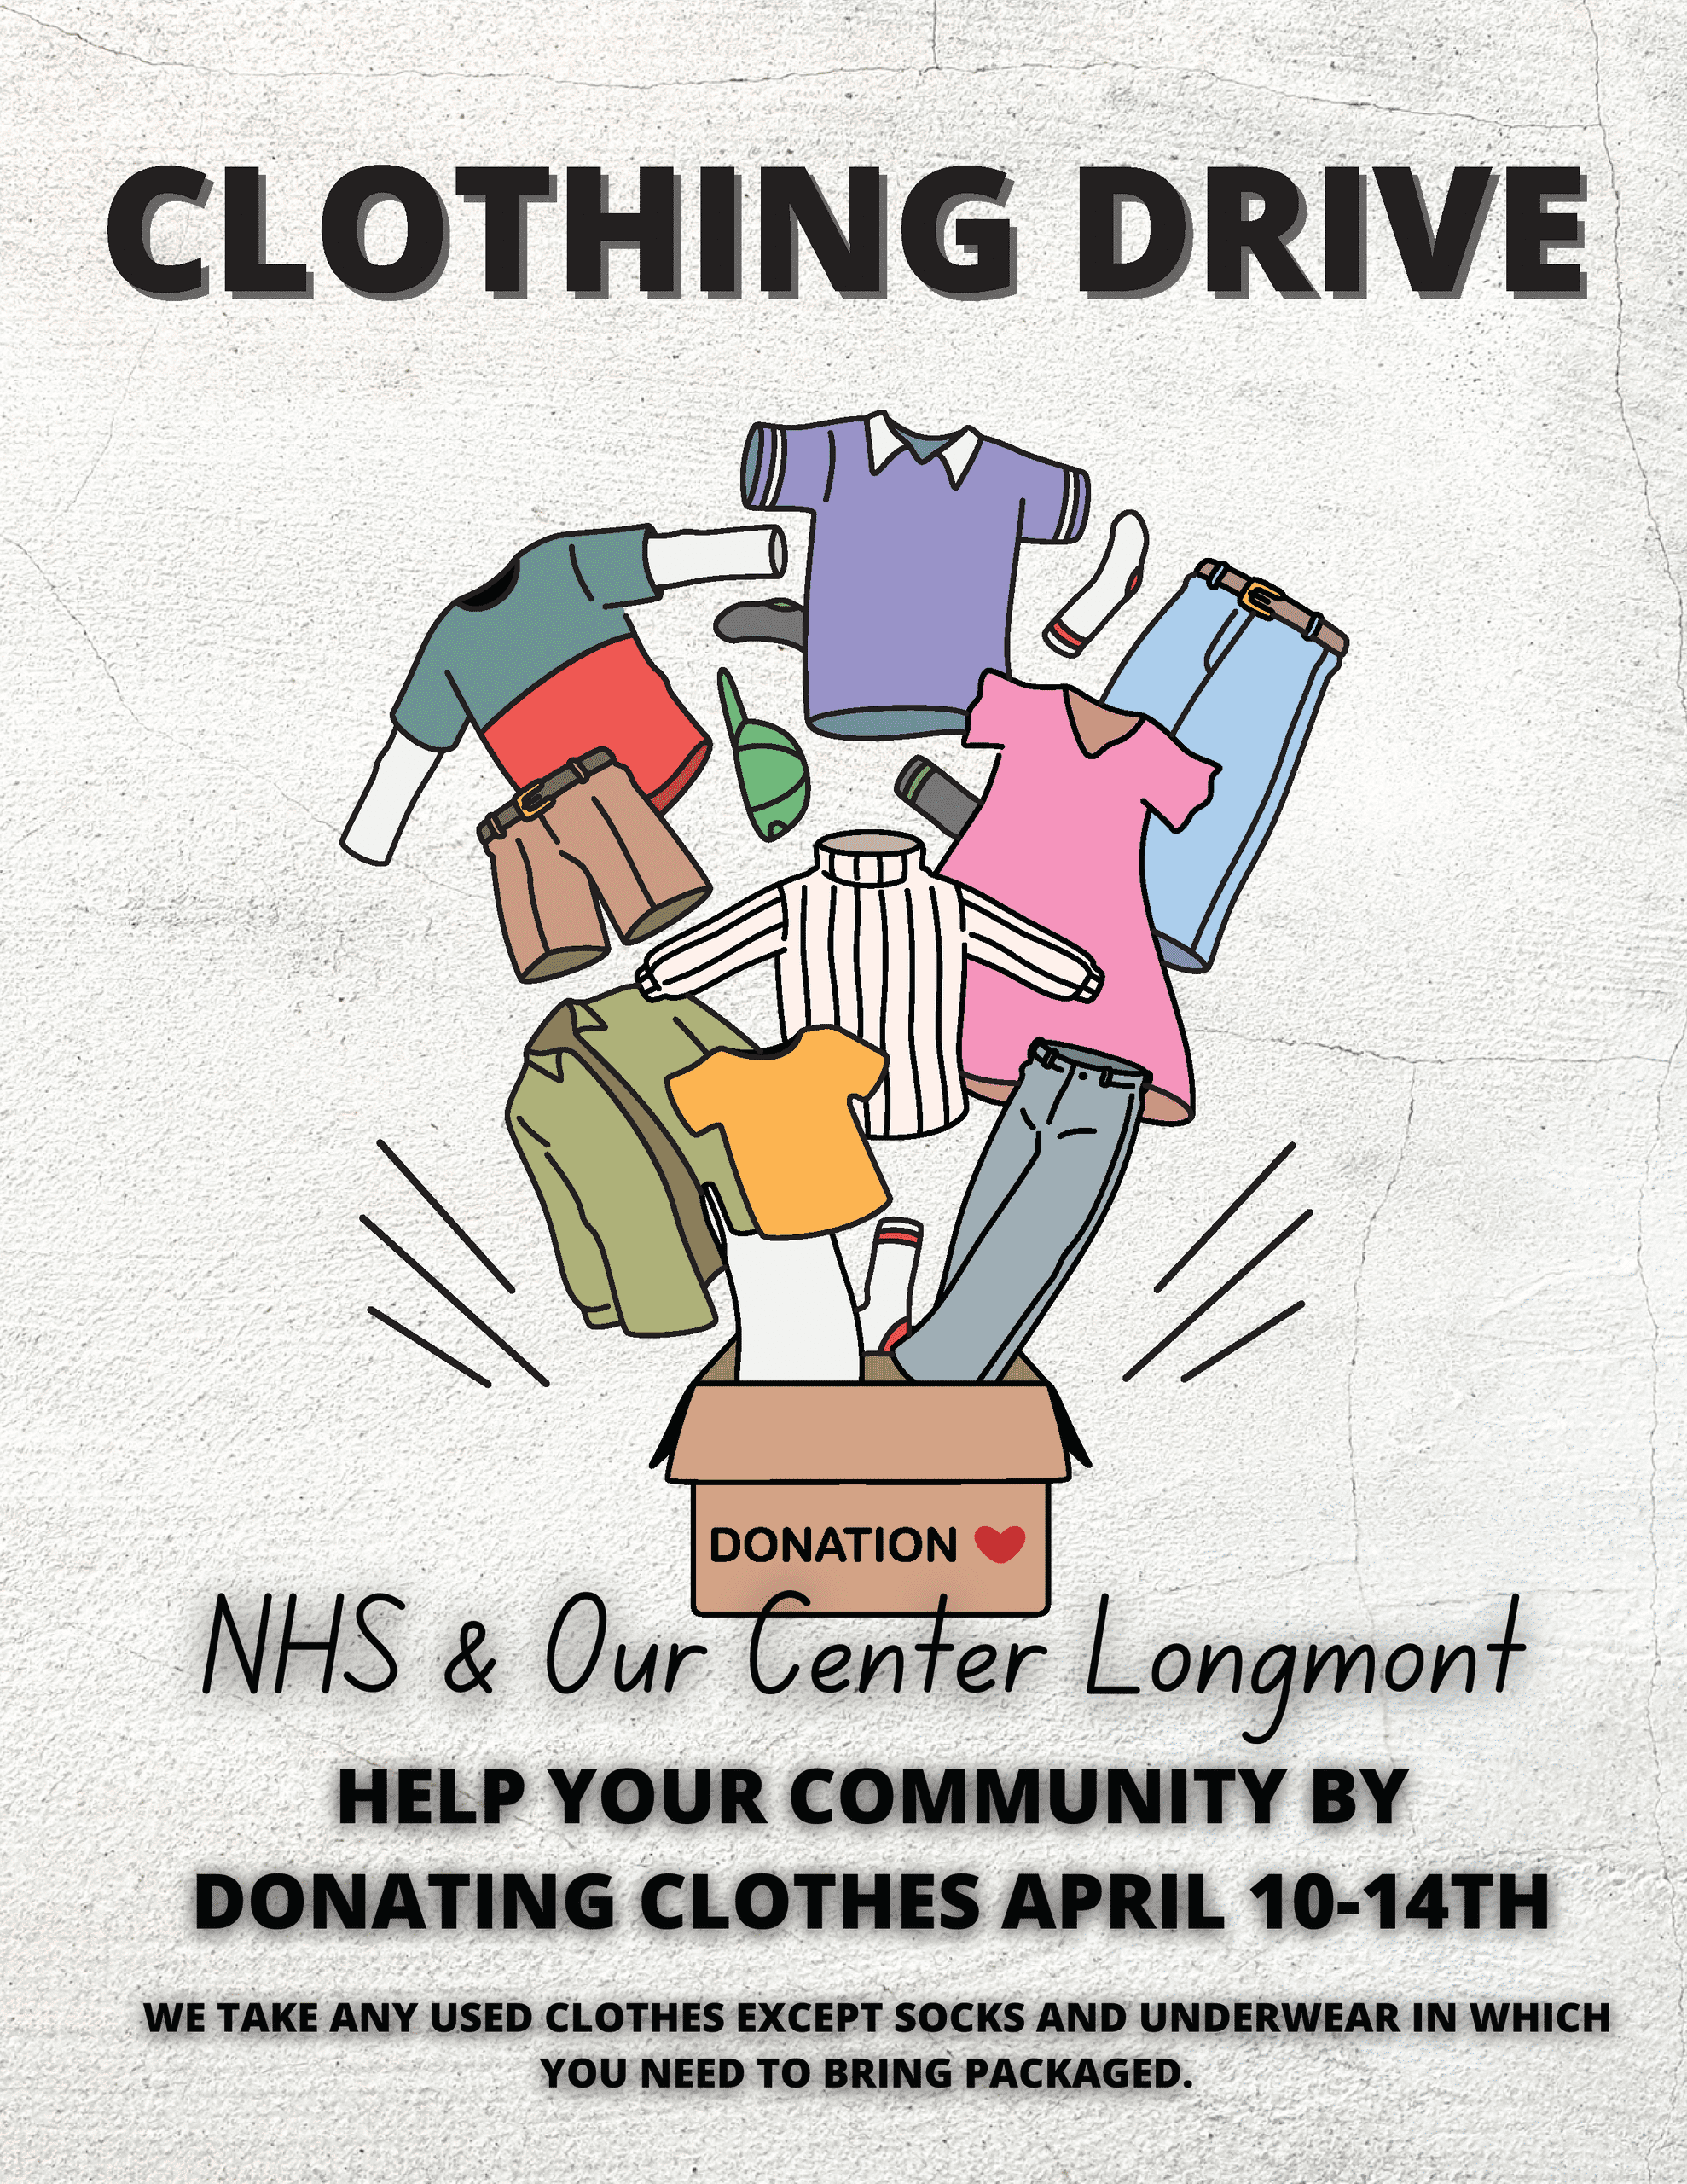 CLOTHING DRIVE
DONATION
NHS & Our Center Longmont
HELP YOUR COMMUNITY BY
DONATING CLOTHES APRIL 10-14TH
WE TAKE ANY USED CLOTHES EXCEPT SOCKS AND UNDERWEAR IN WHICH
YOU NEED TO BRING PACKAGED.